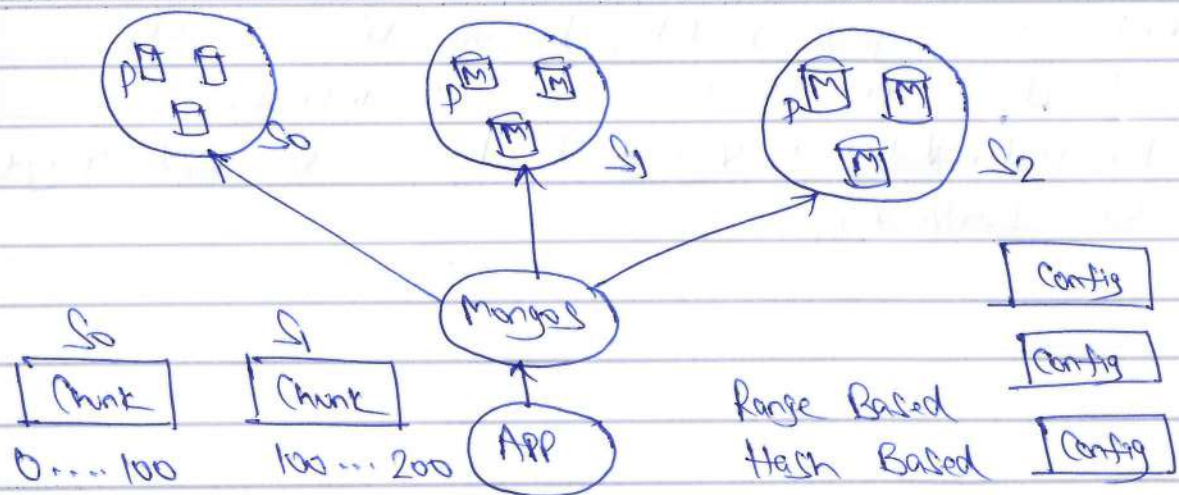 P
S0
P M M
M
S1
P M M
M
S2
Mongos
Config
Config
Config
S0
Chunk
0....100
S1
Chunk
100...200
APP
Range Based
Hash Based